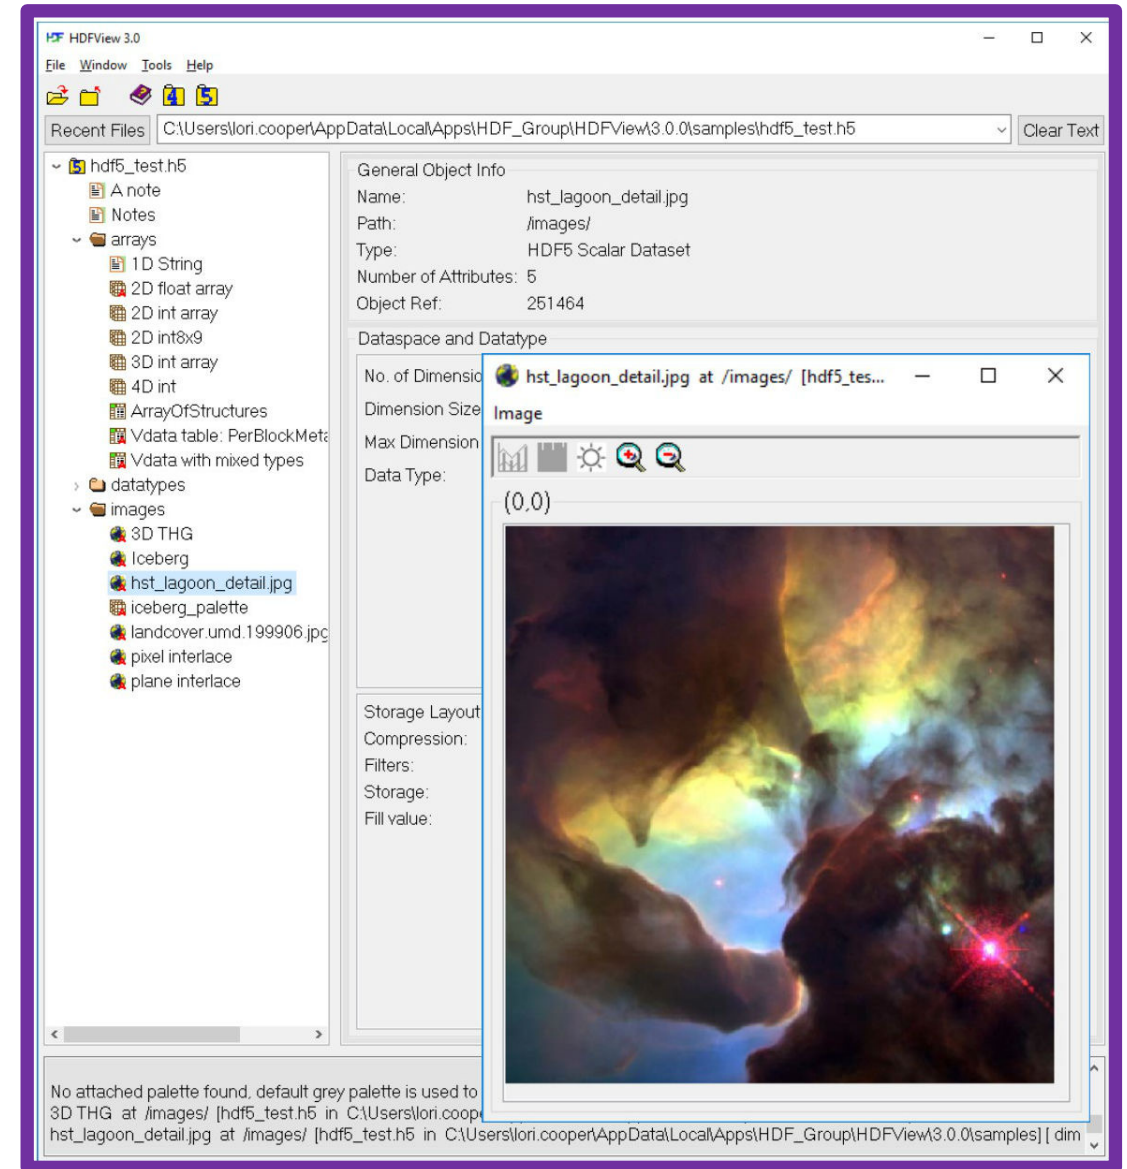 HDF HDFView 3.0
File Window Tools Help
4 5
Recent Files C:\Users\lori.cooper\AppData\Local\Apps\HDF_Group\HDFView\3.0.0\samples\hdf5_test.h5 Clear Text
5 hdf5_test.h5
A note
Notes
arrays
1D String
2D float array
2D int array
2D int8x9
3D int array
4D int
ArrayOfStructures
Vdata table: PerBlockMeta
Vdata with mixed types
datatypes
images
3D THG
Iceberg
hst_lagoon_detail.jpg
iceberg_palette
landcover.umd.199906.jpg
pixel interlace
plane interlace
General Object Info
Name: hst_lagoon_detail.jpg
Path: /images/
Type: HDF5 Scalar Dataset
Number of Attributes: 5
Object Ref: 251464
Dataspace and Datatype
No. of Dimensio
Dimension Size
Max Dimension
Data Type:
Storage Layout
Compression:
Filters:
Storage:
Fill value:
hst_lagoon_detail.jpg at /images/ [hdf5_tes...
Image
(0,0)
No attached palette found, default grey palette is used to
3D THG at /images/ [hdf5_test.h5 in C:\Users\lori.coope
hst_lagoon_detail.jpg at /images/ [hdf5_test.h5 in C:\Users\lori.cooper\AppData\Local\Apps\HDF_Group\HDFView\3.0.0\samples] [ dim